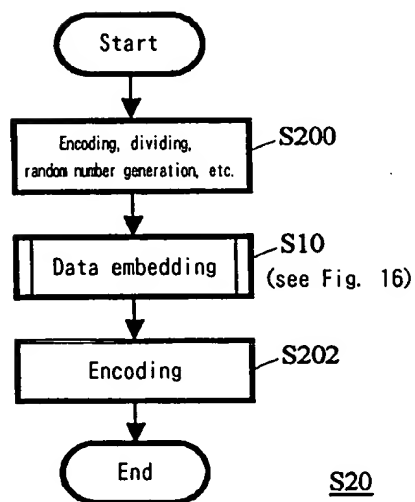 Start
Encoding, dividing,
random number generation, etc.
S200
Data embedding
S10
(see Fig. 16)
Encoding
S202
End
S20